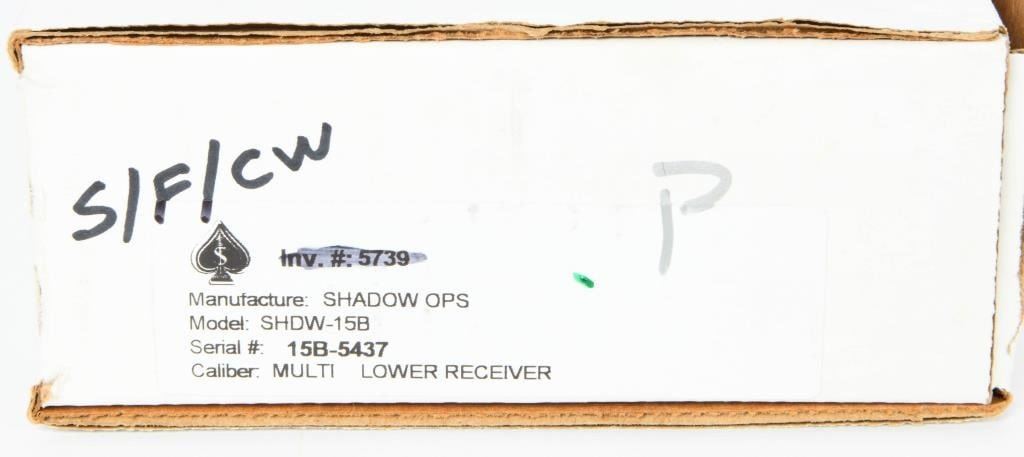 S/F/CW
P
S
Inv. #: 5739
Manufacture: SHADOW OPS
Model: SHDW-15B
Serial #: 15B-5437
Caliber: MULTI LOWER RECEIVER